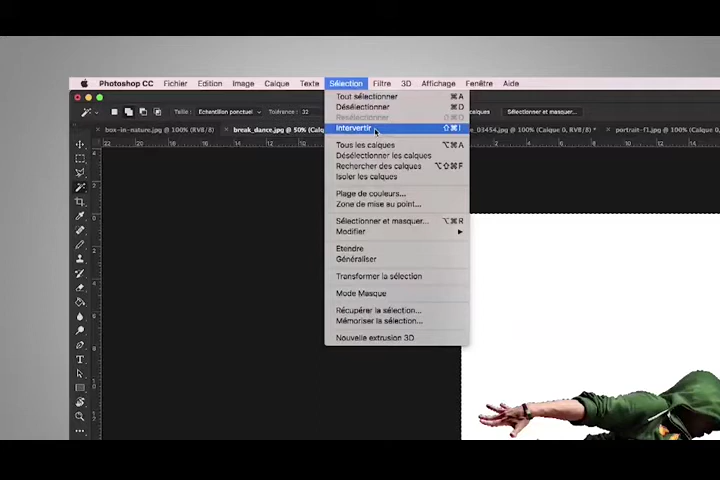 Photoshop CC Fichier Edition Image Calque Texte Sélection Filtre 3D Affichage Fenêtre Aide
Taille : Echantillon ponctuel Tolérance : 32 calques Sélectionner et masquer...
× box-in-nature.jpg @ 100% (RVB/8) × break_dance.jpg @ 50% (Calq e_03454.jpg @ 100% (Calque 0, RVB/8) * × portrait-f1.jpg @ 100% (Calque
Tout sélectionner ⌘A
Désélectionner ⌘D
Resélectionner ⇧⌘D
Intervertir ⇧⌘I
Tous les calques ⌥⌘A
Désélectionner les calques
Rechercher des calques ⌥⇧⌘F
Isoler les calques
Plage de couleurs...
Zone de mise au point...
Sélectionner et masquer... ⌥⌘R
Modifier ▶
Etendre
Généraliser
Transformer la sélection
Mode Masque
Récupérer la sélection...
Mémoriser la sélection...
Nouvelle extrusion 3D